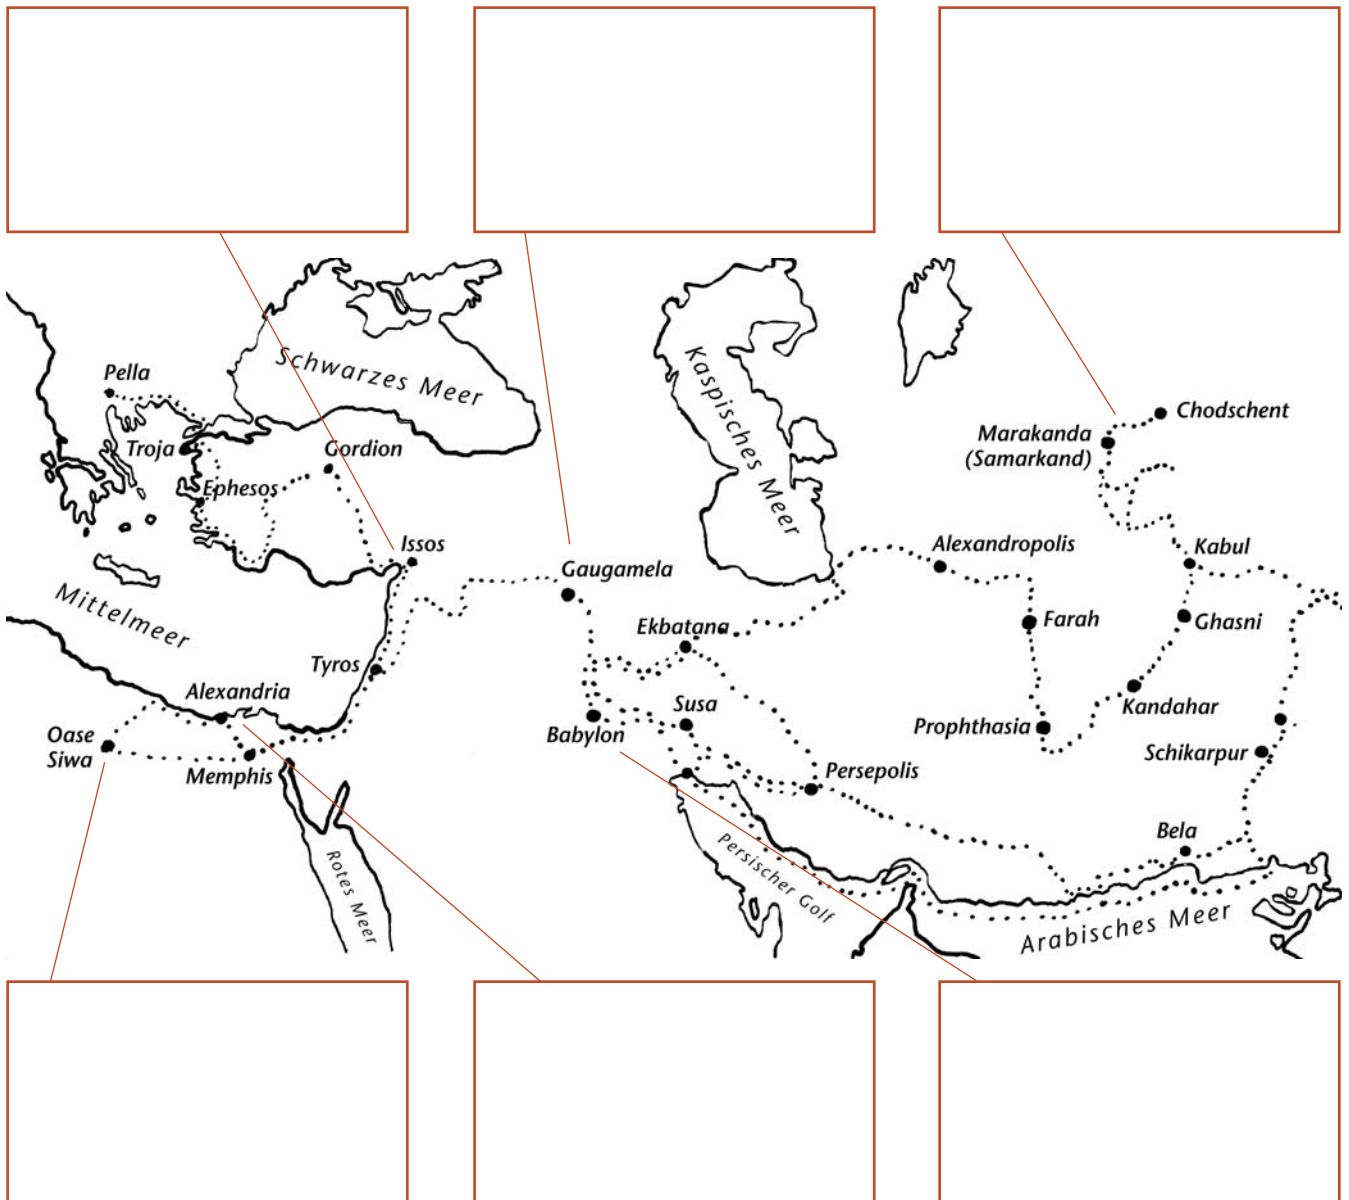 Schwarzes Meer
Kaspisches Meer
Pella
Troja
Gordion
Ephesos
Chodschent
Marakanda
(Samarkand)
Issos
Gaugamela
Alexandropolis
Kabul
Mittelmeer
Ekbatana
Farah
Ghasni
Tyros
Alexandria
Susa
Kandahar
Oase
Siwa
Babylon
Prophthasia
Schikarpur
Memphis
Persepolis
Bela
Rotes Meer
Persischer Golf
Arabisches Meer